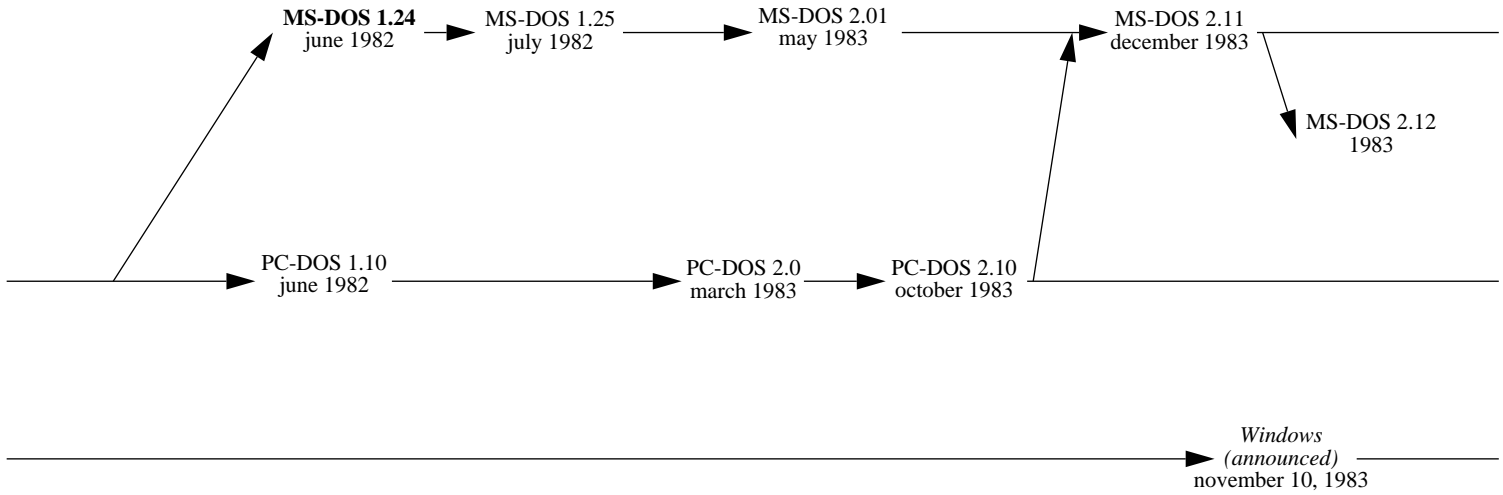 MS-DOS 1.24
june 1982
MS-DOS 1.25
july 1982
MS-DOS 2.01
may 1983
MS-DOS 2.11
december 1983
MS-DOS 2.12
1983
PC-DOS 1.10
june 1982
PC-DOS 2.0
march 1983
PC-DOS 2.10
october 1983
Windows
(announced)
november 10, 1983